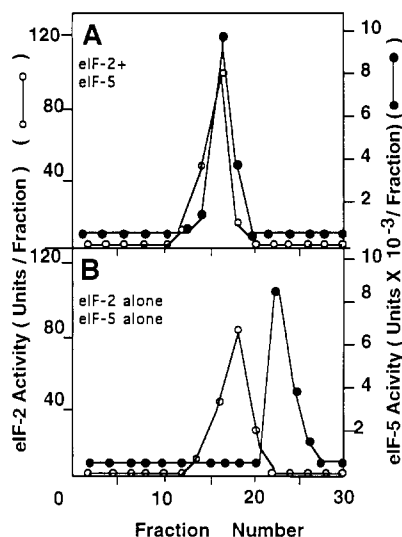 A
eIF-2+
eIF-5
120
80
40
10
8
6
4
2
B
eIF-2 alone
eIF-5 alone
120
80
40
10
8
6
4
2
0
0
10
20
30
Fraction Number
eIF-2 Activity ( Units / Fraction ) ( )
eIF-5 Acivity ( Units X 10⁻³/Fraction) ( )